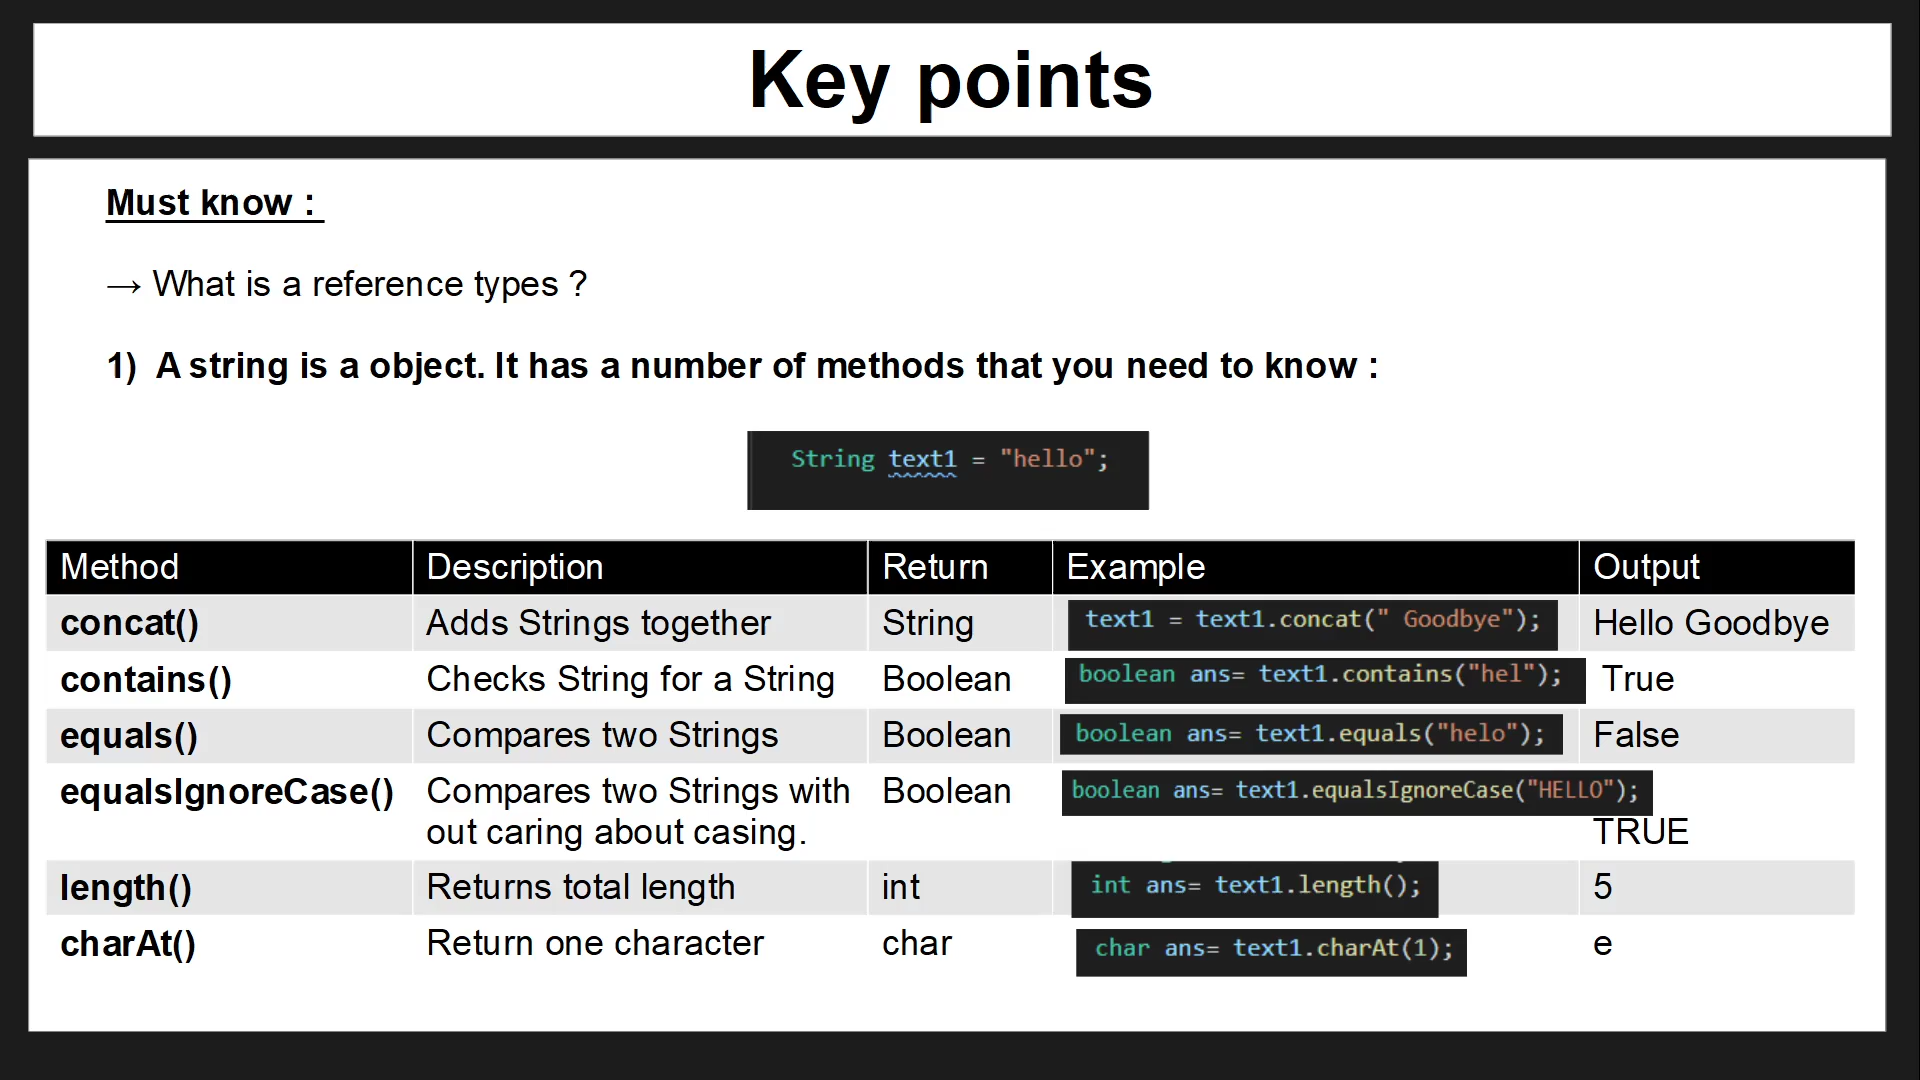 Key points
Must know :
→ What is a reference types ?
1) A string is a object. It has a number of methods that you need to know :
String text1 = "hello";
Method Description Return Example Output
concat() Adds Strings together String text1 = text1.concat(" Goodbye"); Hello Goodbye
contains() Checks String for a String Boolean boolean ans= text1.contains("hel"); True
equals() Compares two Strings Boolean boolean ans= text1.equals("helo"); False
equalsIgnoreCase() Compares two Strings with Boolean boolean ans= text1.equalsIgnoreCase("HELLO");
out caring about casing. TRUE
length() Returns total length int int ans= text1.length(); 5
charAt() Return one character char char ans= text1.charAt(1); e